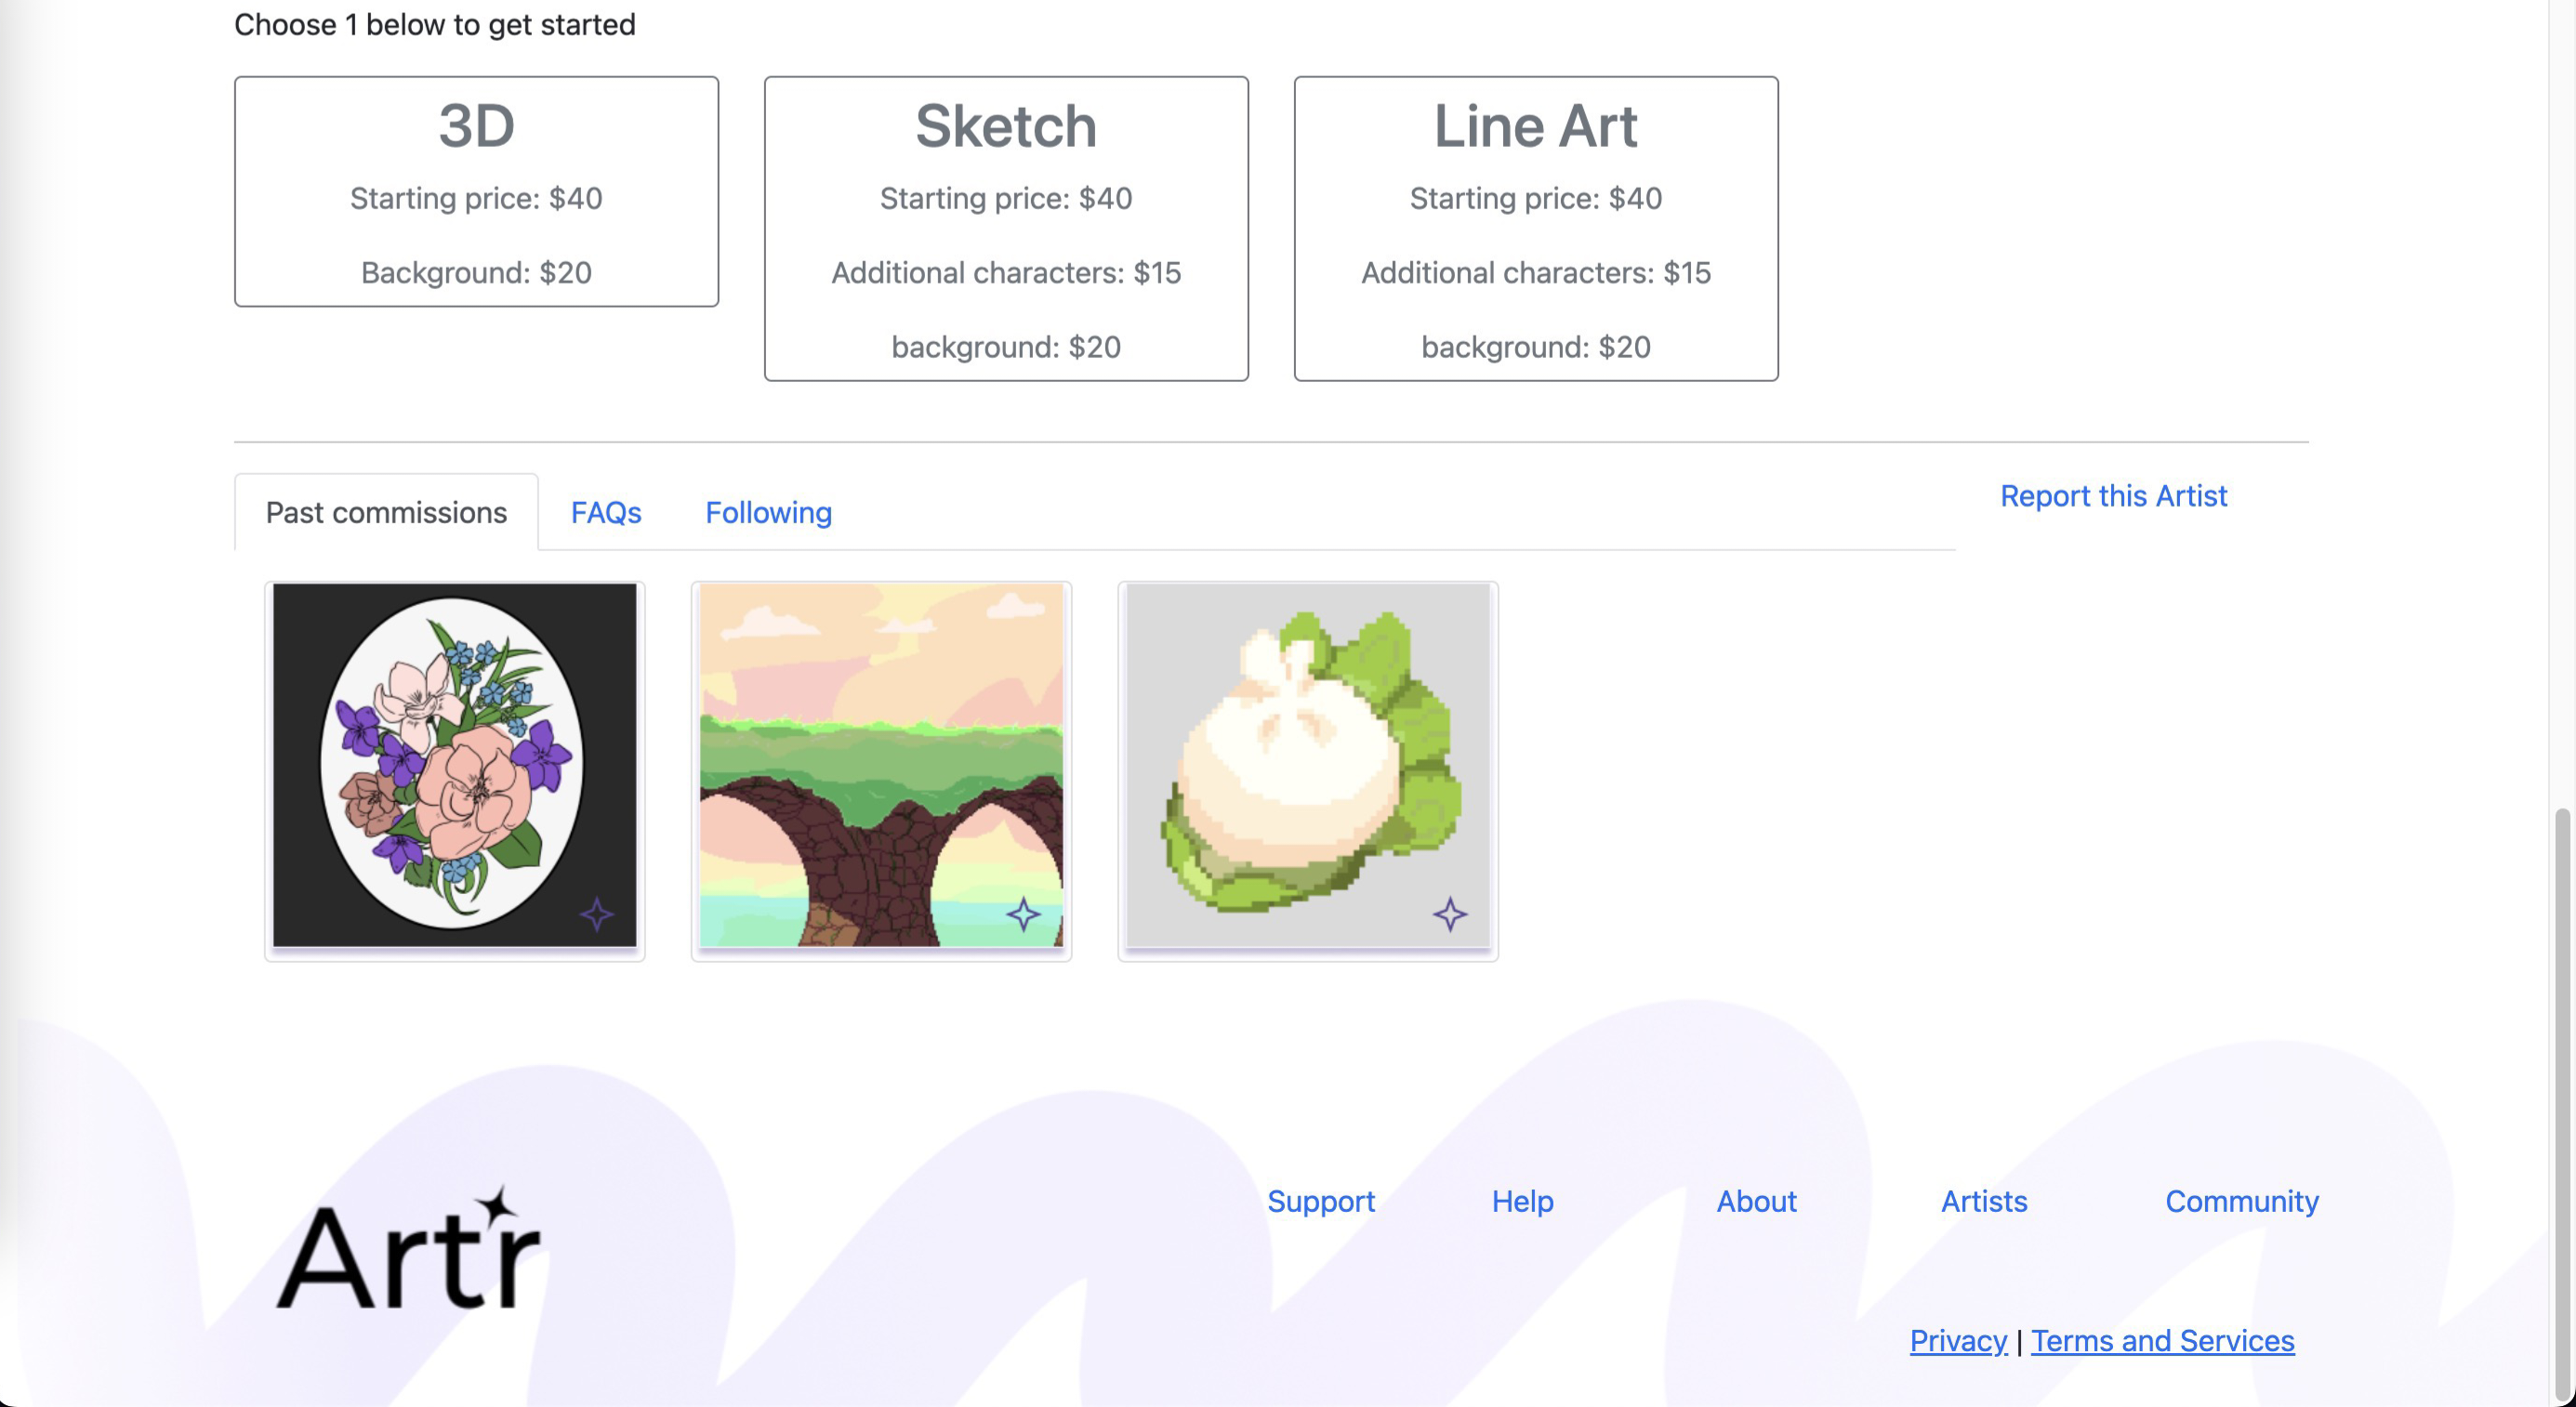 Choose 1 below to get started
3D
Starting price: $40
Background: $20
Sketch
Starting price: $40
Additional characters: $15
background: $20
Line Art
Starting price: $40
Additional characters: $15
background: $20
Past commissions
FAQs
Following
Report this Artist
Artr
Support
Help
About
Artists
Community
Privacy | Terms and Services